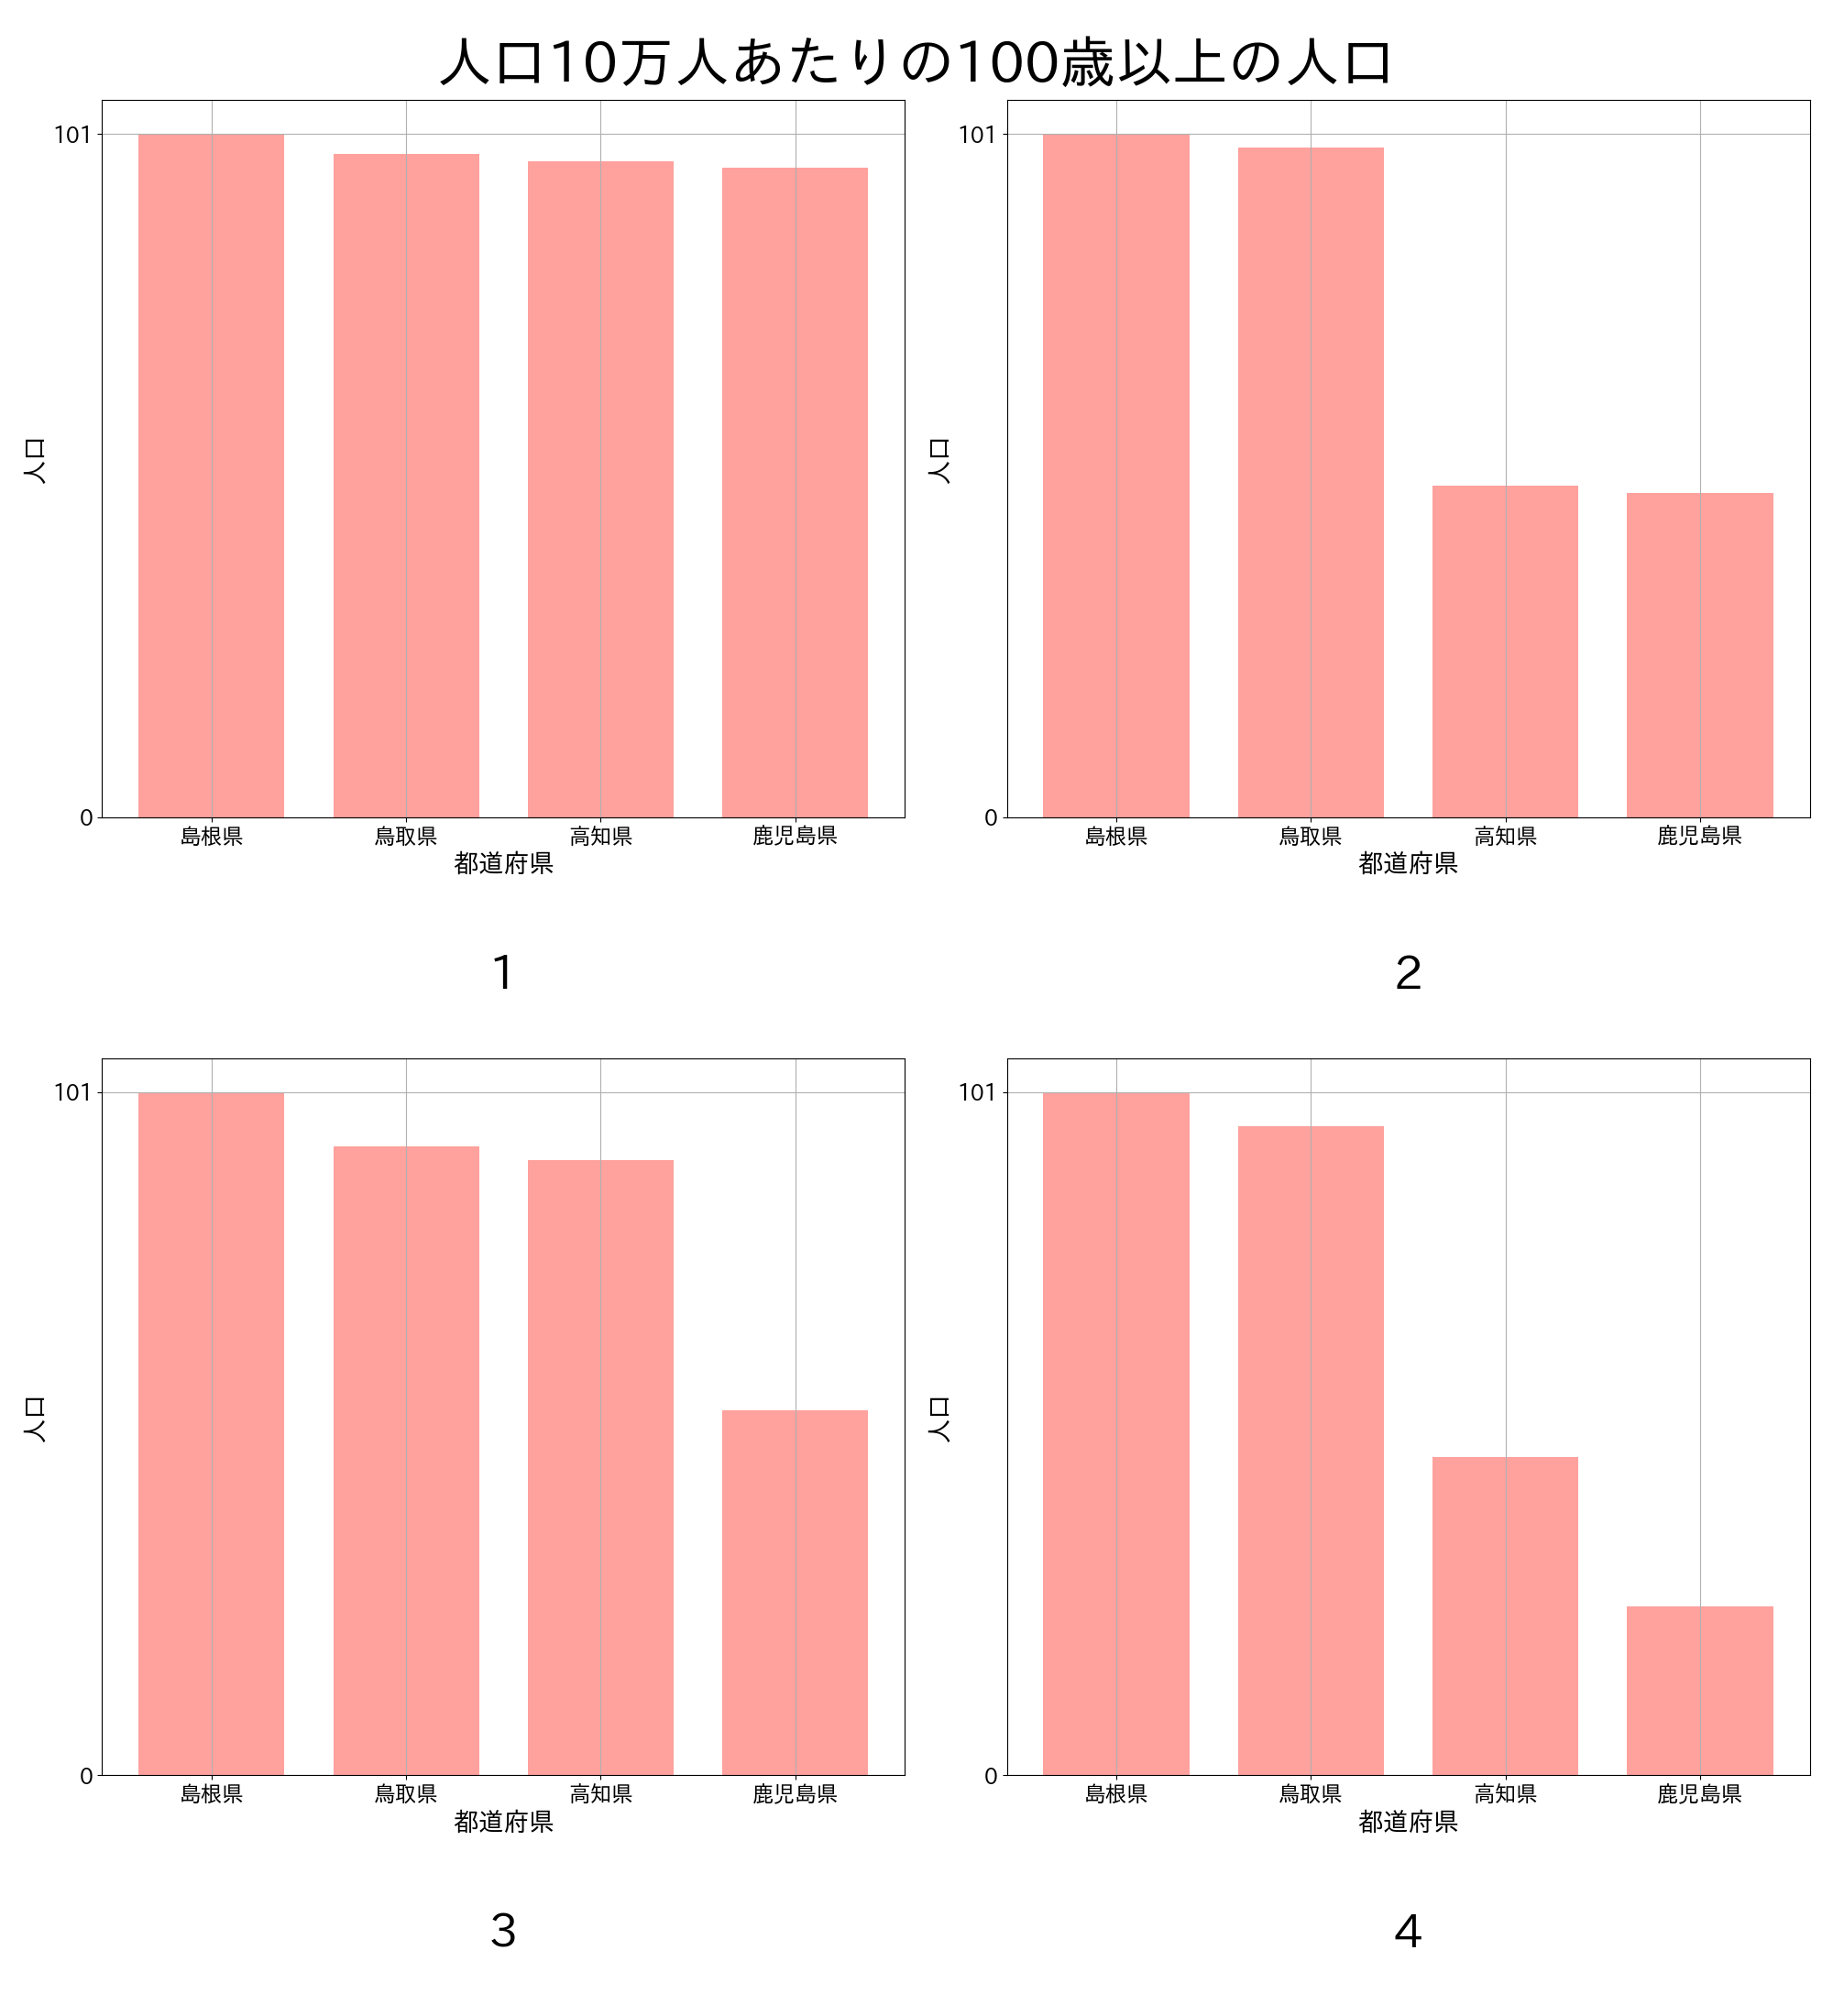 人口10万人あたりの100歳以上の人口
101
0
人口
島根県 鳥取県 高知県 鹿児島県
都道府県
1
101
0
人口
島根県 鳥取県 高知県 鹿児島県
都道府県
2
101
0
人口
島根県 鳥取県 高知県 鹿児島県
都道府県
3
101
0
人口
島根県 鳥取県 高知県 鹿児島県
都道府県
4